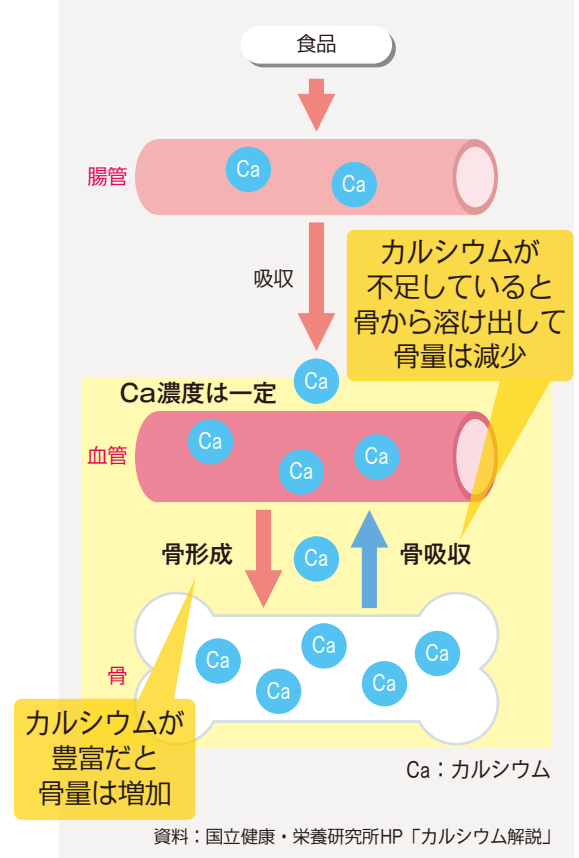 食品
腸管
Ca
Ca
吸収
カルシウムが
不足していると
骨から溶け出して
骨量は減少
Ca
Ca濃度は一定
血管
Ca
Ca
Ca
骨形成
Ca
骨吸収
骨
Ca
Ca
Ca
Ca
Ca
カルシウムが
豊富だと
骨量は増加
Ca：カルシウム
資料：国立健康・栄養研究所HP「カルシウム解説」